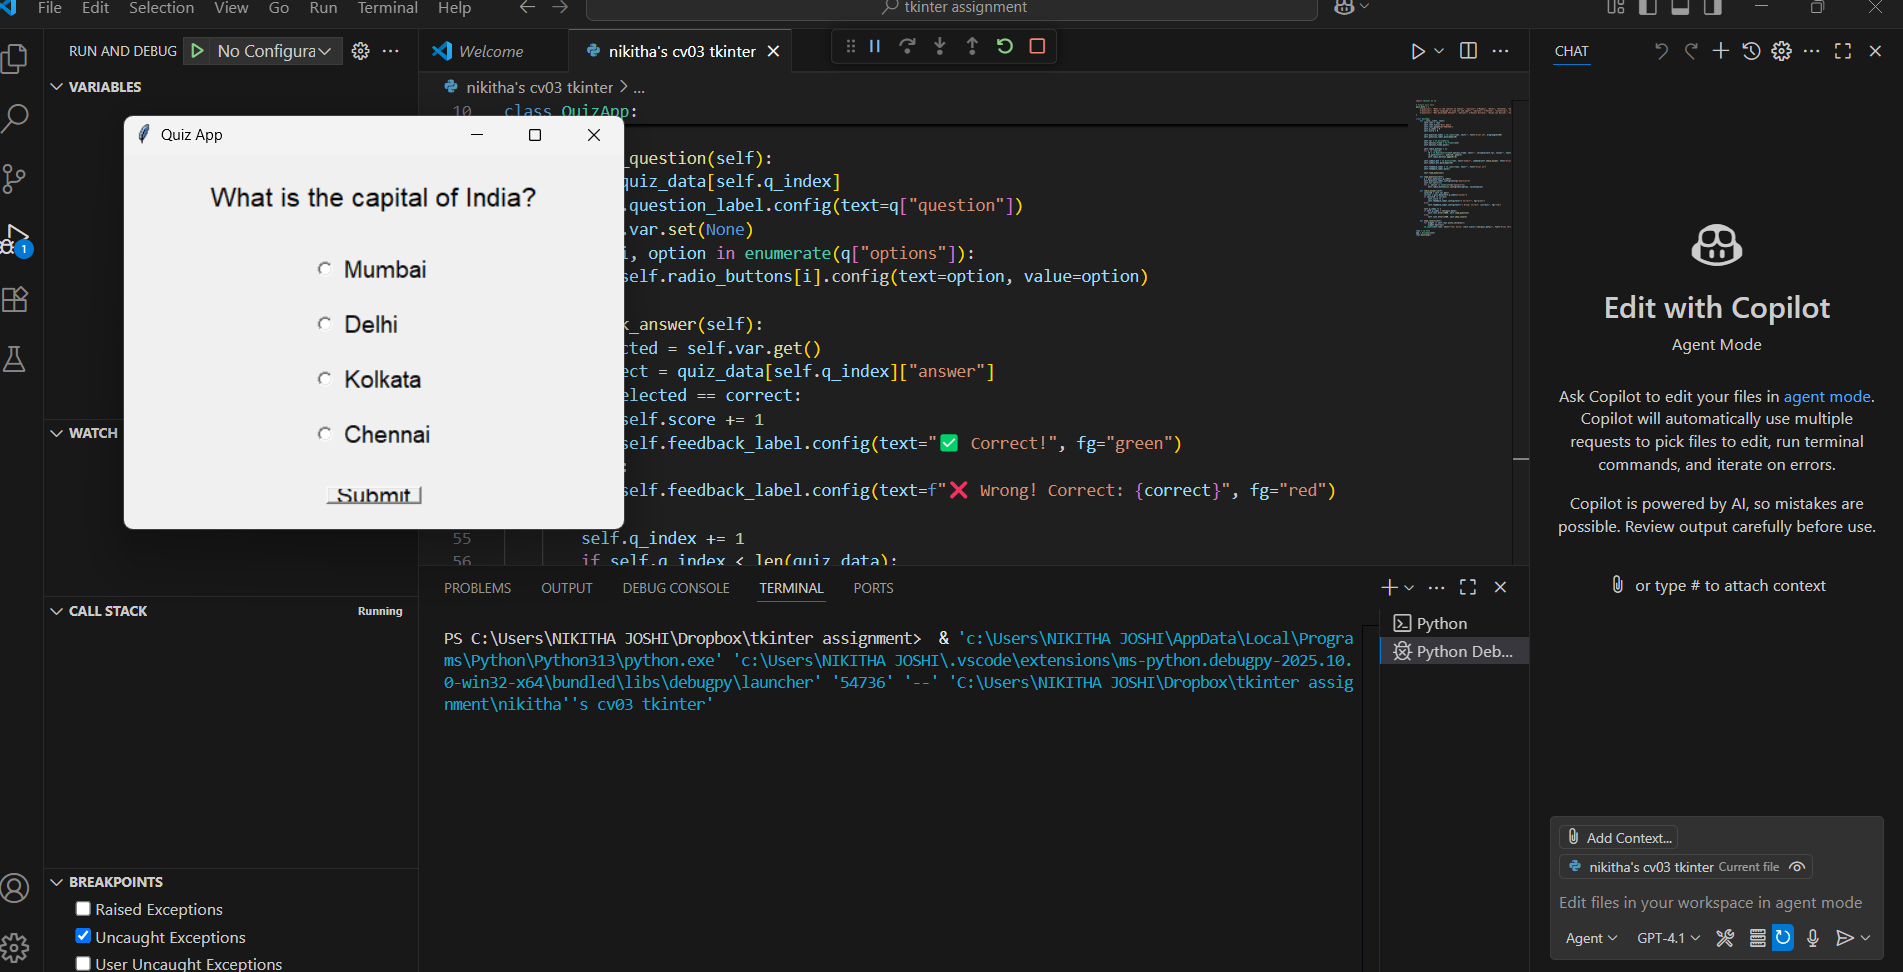 File Edit Selection View Go Run Terminal Help
tkinter assignment
RUN AND DEBUG No Configura
VARIABLES
WATCH
CALL STACK Running
BREAKPOINTS
Raised Exceptions
Uncaught Exceptions
User Uncaught Exceptions
1
Welcome nikitha's cv03 tkinter
nikitha's cv03 tkinter > ...
10 class QuizApp:
_question(self):
quiz_data[self.q_index]
.question_label.config(text=q["question"])
.var.set(None)
i, option in enumerate(q["options"]):
self.radio_buttons[i].config(text=option, value=option)
k_answer(self):
cted = self.var.get()
ect = quiz_data[self.q_index]["answer"]
elected == correct:
self.score += 1
self.feedback_label.config(text="✅ Correct!", fg="green")
:
self.feedback_label.config(text=f"❌ Wrong! Correct: {correct}", fg="red")
55 self.q_index += 1
56 if self.q_index < len(quiz_data):
Quiz App
What is the capital of India?
Mumbai
Delhi
Kolkata
Chennai
Submit
PROBLEMS OUTPUT DEBUG CONSOLE TERMINAL PORTS
PS C:\Users\NIKITHA JOSHI\Dropbox\tkinter assignment> & 'c:\Users\NIKITHA JOSHI\AppData\Local\Progra
ms\Python\Python313\python.exe' 'c:\Users\NIKITHA JOSHI\.vscode\extensions\ms-python.debugpy-2025.10.
0-win32-x64\bundled\libs\debugpy\launcher' '54736' '--' 'C:\Users\NIKITHA JOSHI\Dropbox\tkinter assig
nment\nikitha''s cv03 tkinter'
Python
Python Deb...
CHAT
Edit with Copilot
Agent Mode
Ask Copilot to edit your files in agent mode.
Copilot will automatically use multiple
requests to pick files to edit, run terminal
commands, and iterate on errors.
Copilot is powered by AI, so mistakes are
possible. Review output carefully before use.
or type # to attach context
Add Context...
nikitha's cv03 tkinter Current file
Edit files in your workspace in agent mode
Agent GPT-4.1